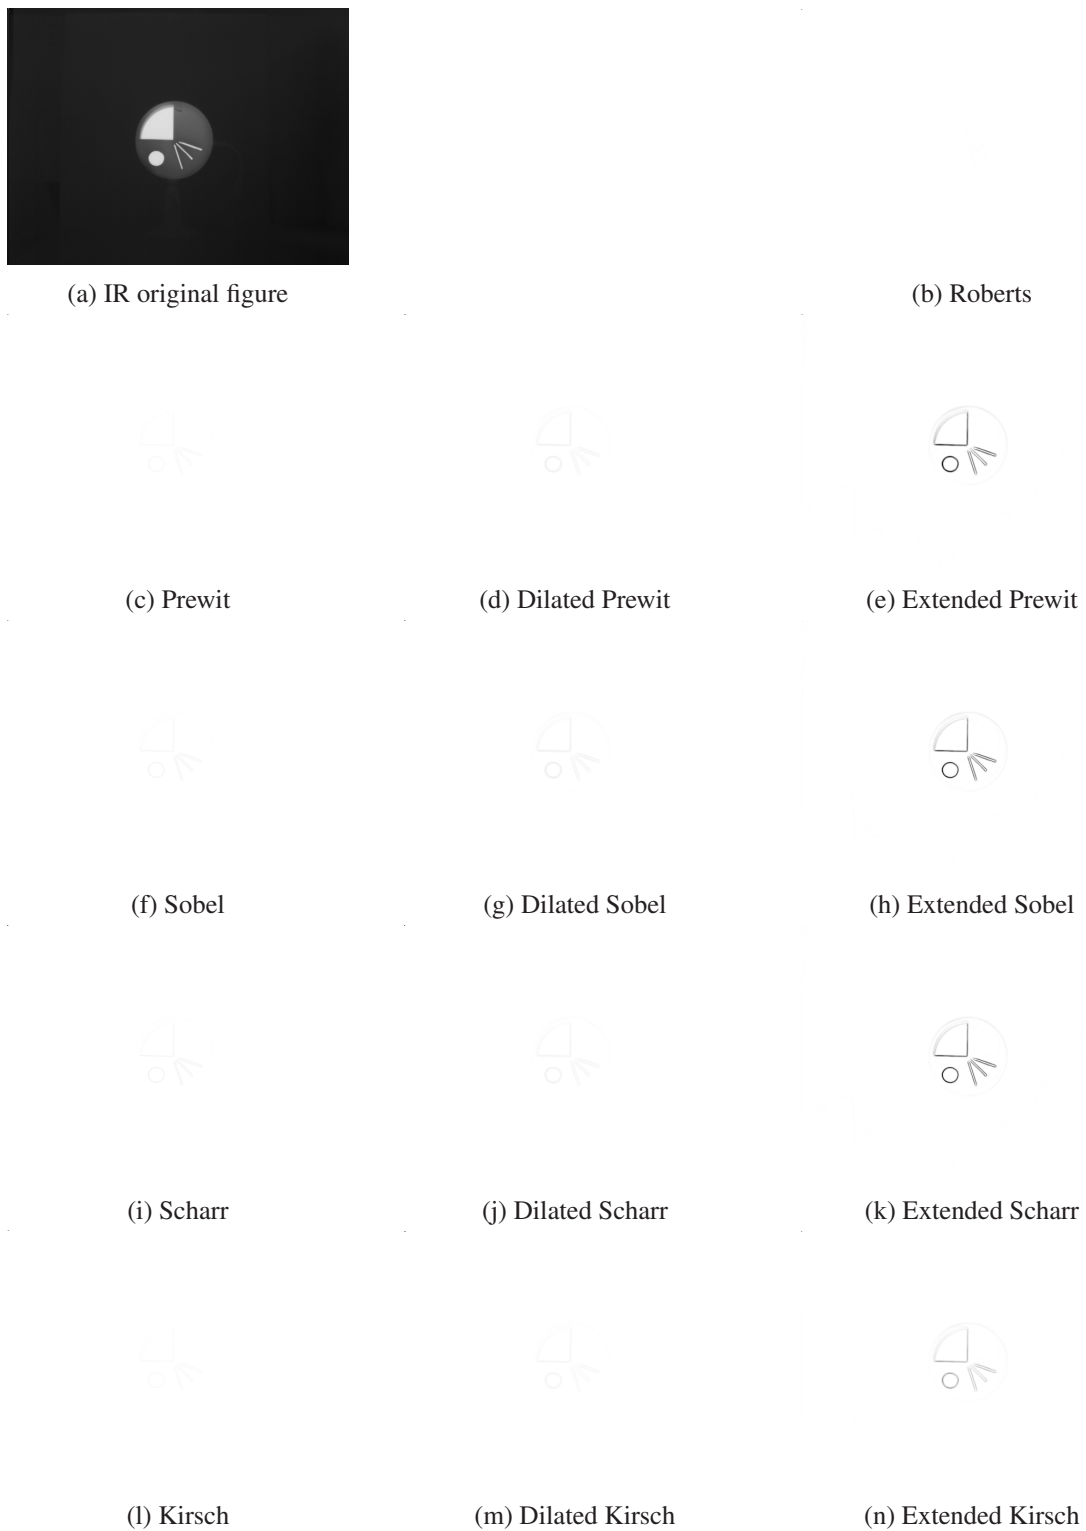 (a) IR original figure
(b) Roberts
(c) Prewit
(d) Dilated Prewit
(e) Extended Prewit
(f) Sobel
(g) Dilated Sobel
(h) Extended Sobel
(i) Scharr
(j) Dilated Scharr
(k) Extended Scharr
(l) Kirsch
(m) Dilated Kirsch
(n) Extended Kirsch